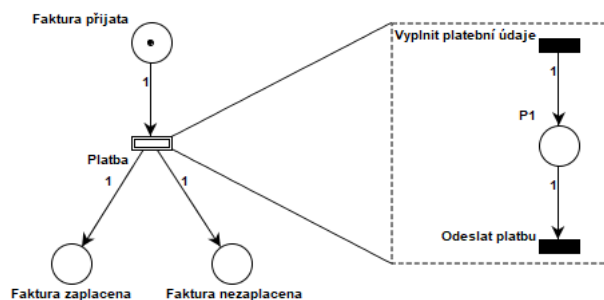 Faktura přijata
1
Platba
1
1
Faktura zaplacena
Faktura nezaplacena
Vyplnit platební údaje
1
P1
1
Odeslat platbu